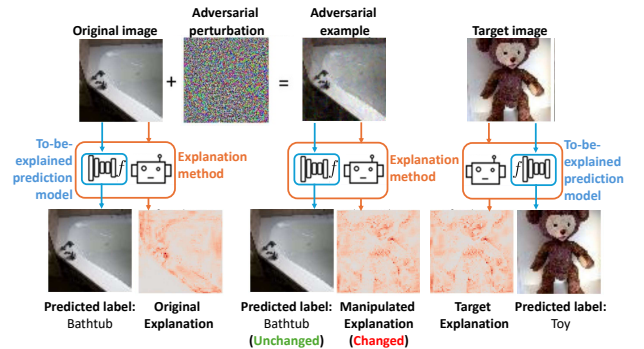 Original image
Adversarial
perturbation
Adversarial
example
Target image
+
=
To-be-
explained
prediction
model
f
Explanation
method
f
Explanation
method
f
To-be-
explained
prediction
model
Predicted label:
Bathtub
Original
Explanation
Predicted label:
Bathtub
(Unchanged)
Manipulated
Explanation
(Changed)
Target
Explanation
Predicted label:
Toy